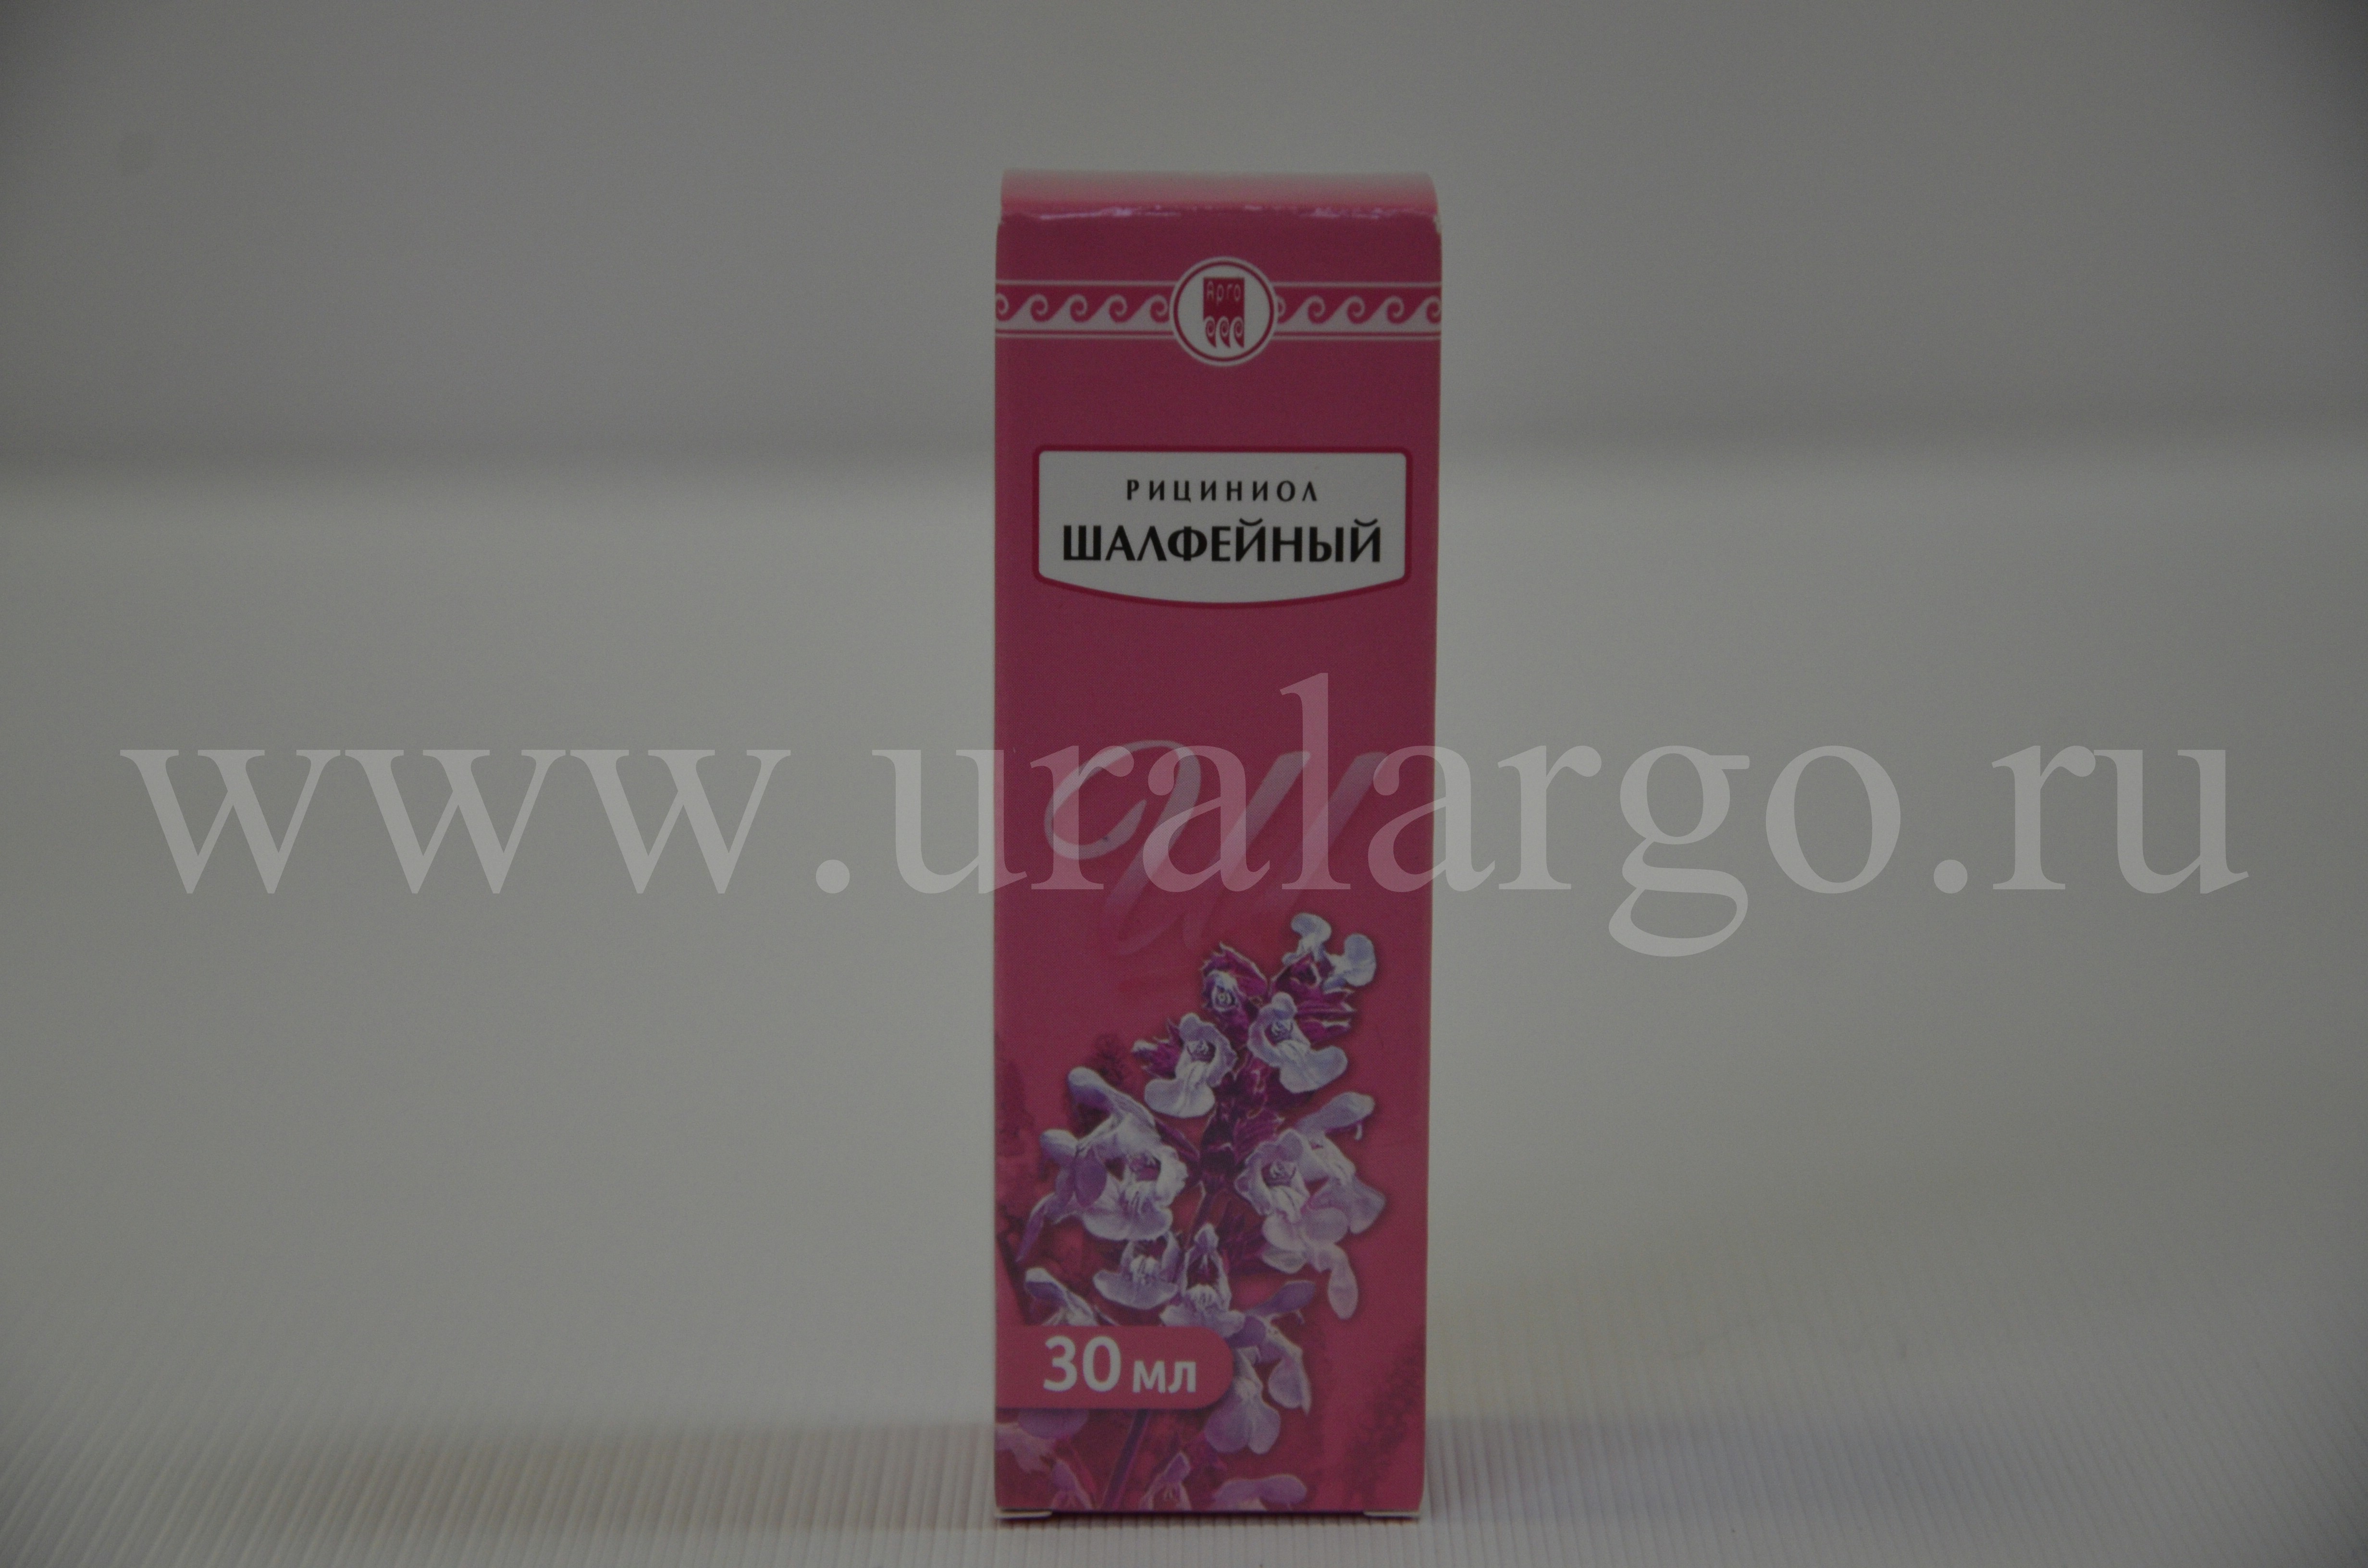 Арго
РИЦИНИОЛ
ШАЛФЕЙНЫЙ
www.uralargo.ru
Ш
30 мл